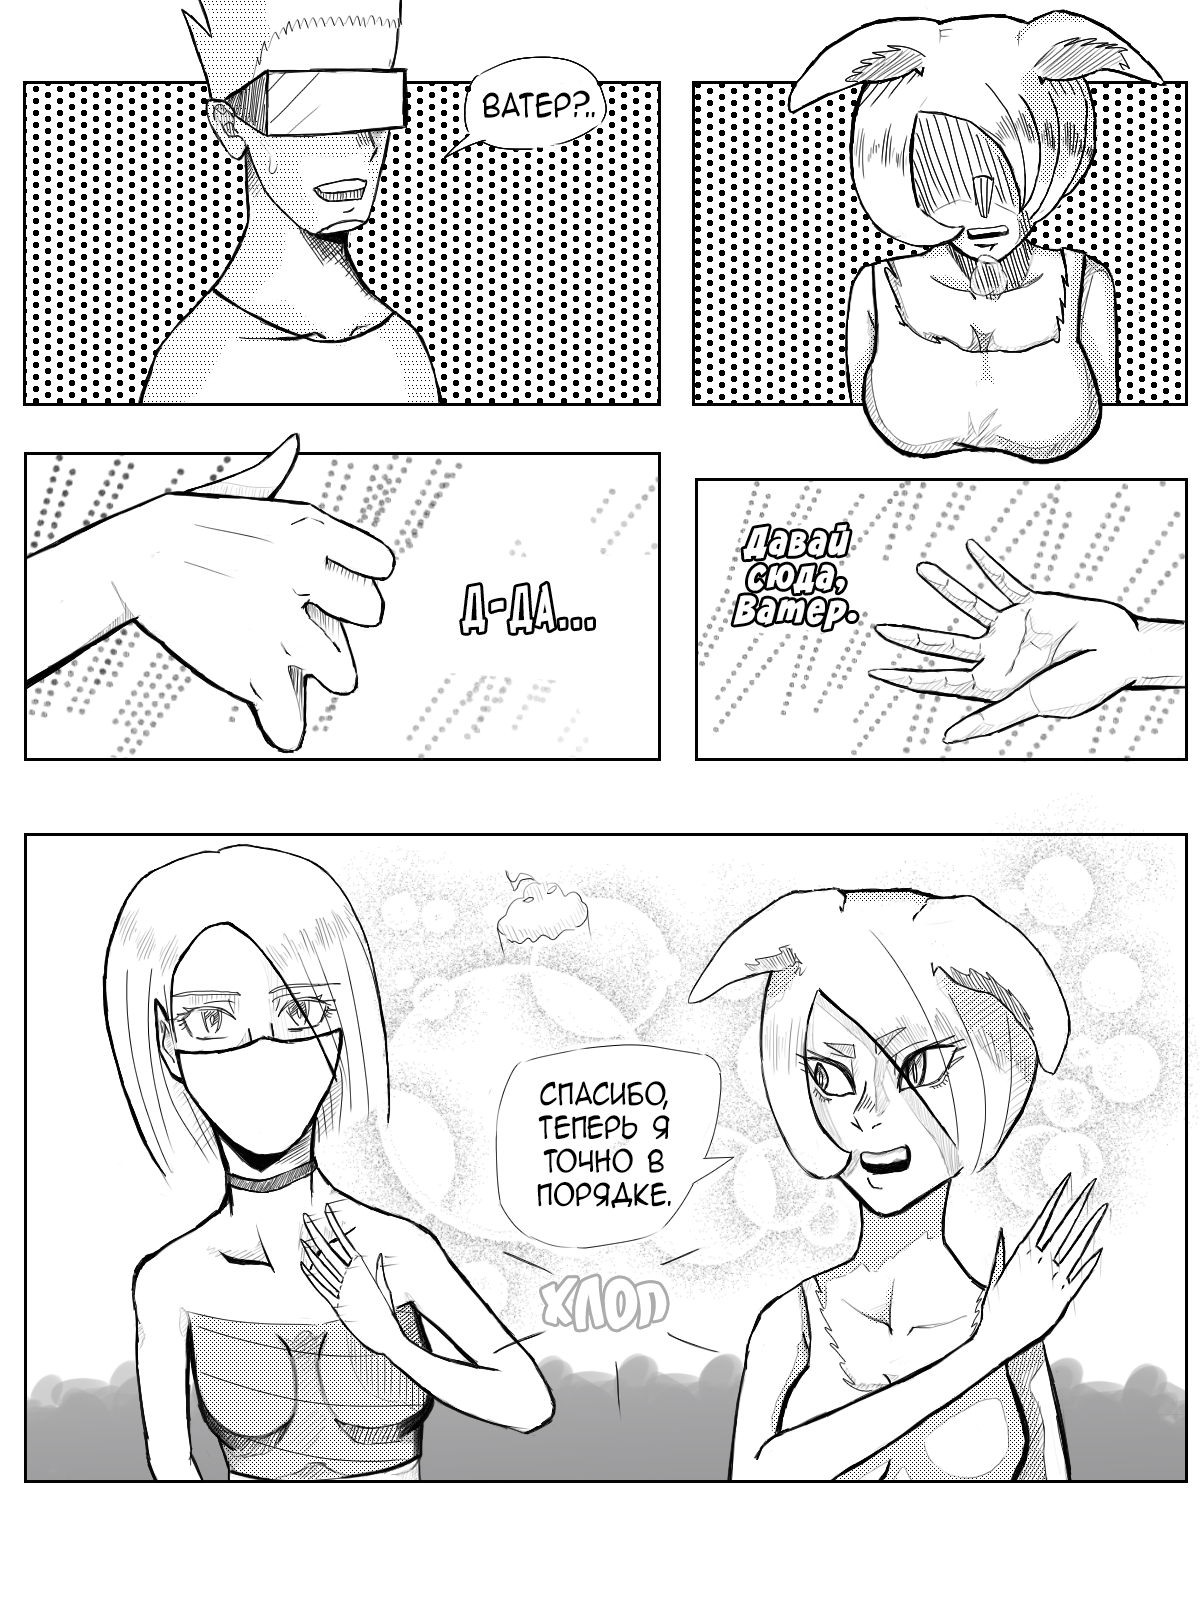 ВАТЕР?..
Д-ДА...
Давай
сюда,
Ватер.
СПАСИБО,
ТЕПЕРЬ Я
ТОЧНО В
ПОРЯДКЕ.
ХЛОП